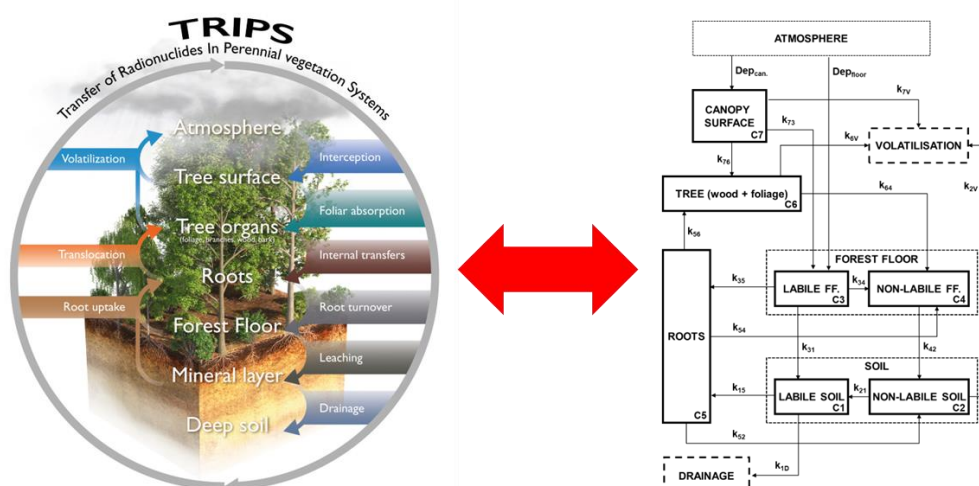 TRIPS
Transfer of Radionuclides In Perennial vegetation Systems
Atmosphere
Volatilization
Interception
Tree surface
Foliar absorption
Tree organs
(foliage, branches, wood, bark)
Translocation
Internal transfers
Roots
Root uptake
Root turnover
Forest Floor
Leaching
Mineral layer
Drainage
Deep soil
ATMOSPHERE
Depcan.
Depfloor
k7V
CANOPY
SURFACE
C7
k73
k6V
VOLATILISATION
k76
k64
k2V
TREE (wood + foliage)
C6
k56
FOREST FLOOR
k35
LABILE FF.
C3
k34
NON-LABILE FF.
C4
k54
ROOTS
C5
k31
k42
SOIL
k15
LABILE SOIL
C1
k21
NON-LABILE SOIL
C2
k52
k1D
DRAINAGE